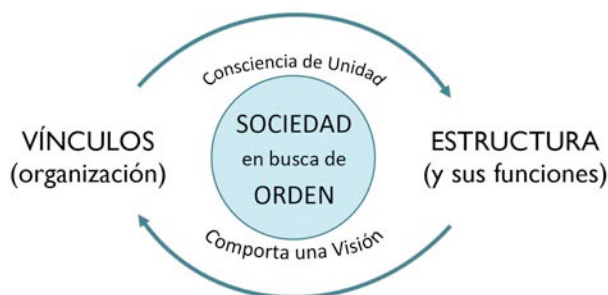 Consciencia de Unidad
VÍNCULOS
(organización)
SOCIEDAD
en busca de
ORDEN
ESTRUCTURA
(y sus funciones)
Comporta una Visión